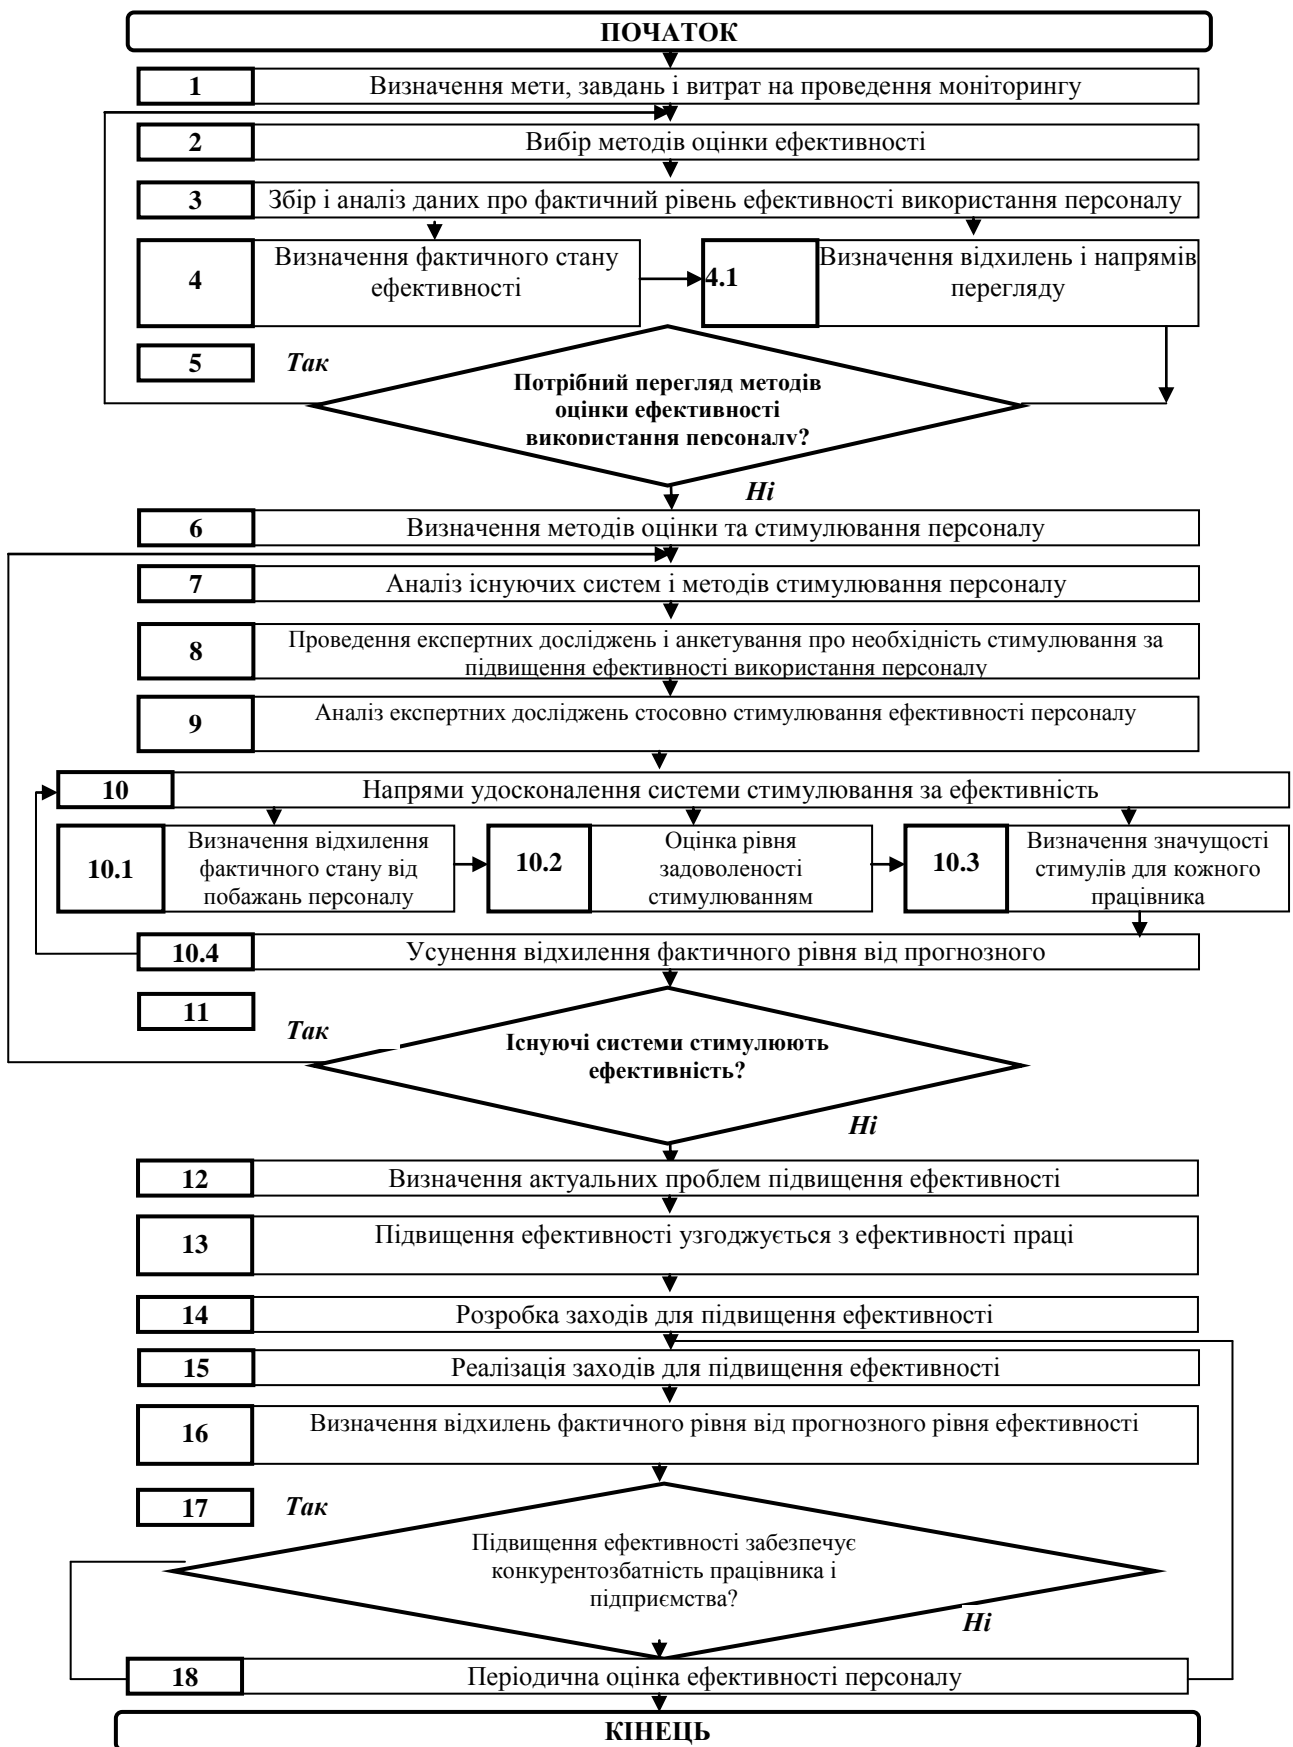 ПОЧАТОК
1
Визначення мети, завдань і витрат на проведення моніторингу
2
Вибір методів оцінки ефективності
3
Збір і аналіз даних про фактичний рівень ефективності використання персоналу
4
Визначення фактичного стану
ефективності
4.1
Визначення відхилень і напрямів
перегляду
5
Так
Потрібний перегляд методів
оцінки ефективності
використання персоналу?
Ні
6
Визначення методів оцінки та стимулювання персоналу
7
Аналіз існуючих систем і методів стимулювання персоналу
8
Проведення експертних досліджень і анкетування про необхідність стимулювання за
підвищення ефективності використання персоналу
9
Аналіз експертних досліджень стосовно стимулювання ефективності персоналу
10
Напрями удосконалення системи стимулювання за ефективність
10.1
Визначення відхилення
фактичного стану від
побажань персоналу
10.2
Оцінка рівня
задоволеності
стимулюванням
10.3
Визначення значущості
стимулів для кожного
працівника
10.4
Усунення відхилення фактичного рівня від прогнозного
11
Так
Існуючі системи стимулюють
ефективність?
Ні
12
Визначення актуальних проблем підвищення ефективності
13
Підвищення ефективності узгоджується з ефективності праці
14
Розробка заходів для підвищення ефективності
15
Реалізація заходів для підвищення ефективності
16
Визначення відхилень фактичного рівня від прогнозного рівня ефективності
17
Так
Підвищення ефективності забезпечує
конкурентозбатність працівника і
підприємства?
Ні
18
Періодична оцінка ефективності персоналу
КІНЕЦЬ